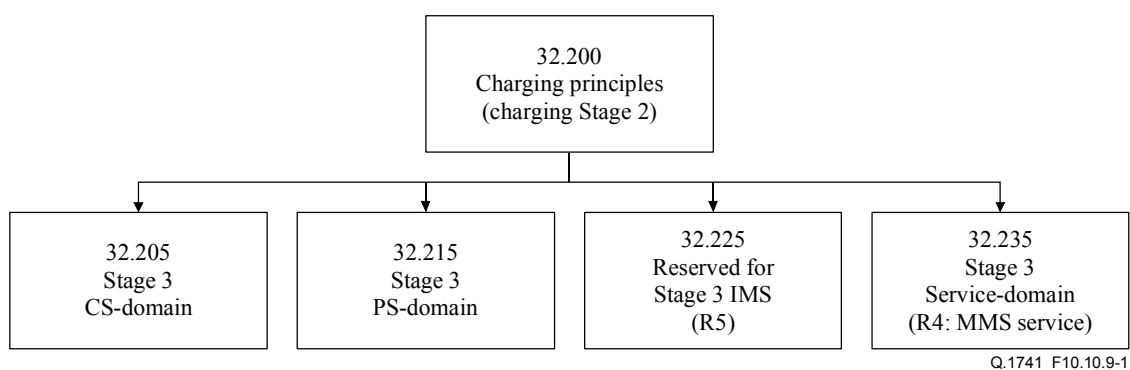 32.200
Charging principles
(charging Stage 2)
32.205
Stage 3
CS-domain
32.215
Stage 3
PS-domain
32.225
Reserved for
Stage 3 IMS
(R5)
32.235
Stage 3
Service-domain
(R4: MMS service)
Q.1741_F10.10.9-1